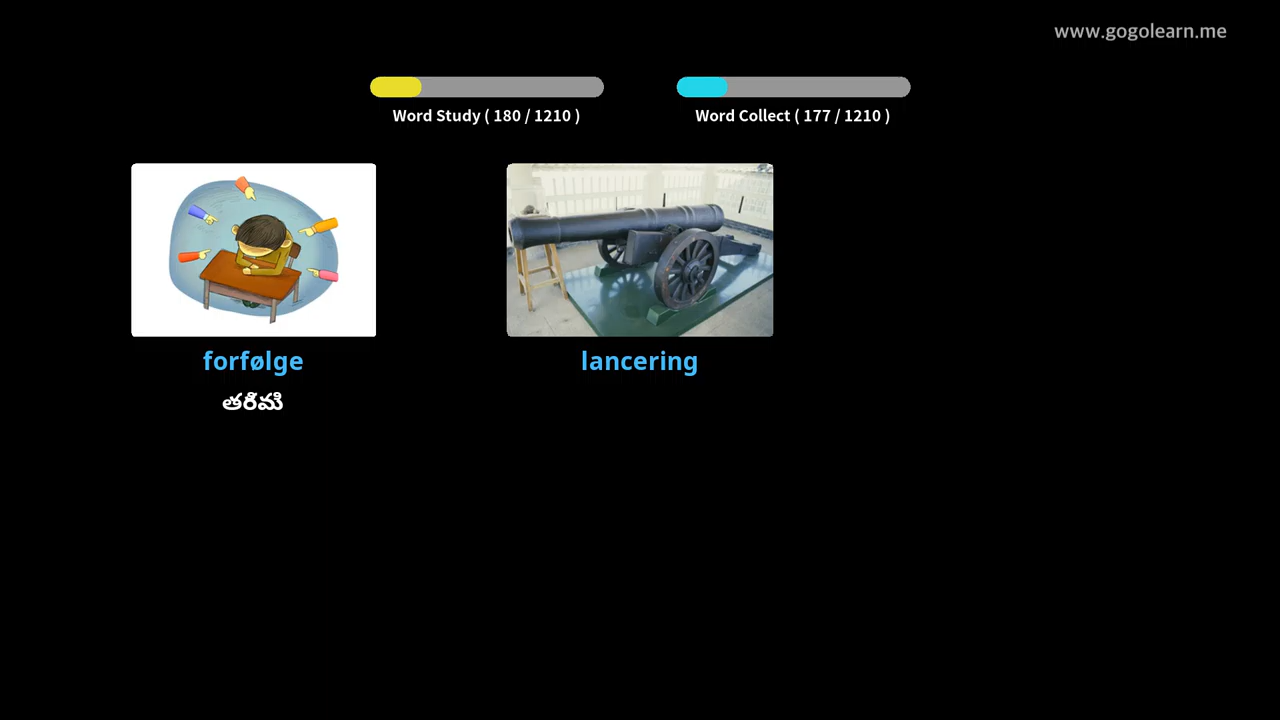 www.gogolearn.me
Word Study ( 180 / 1210 )
Word Collect ( 177 / 1210 )
forfølge
lancering
తరిమి